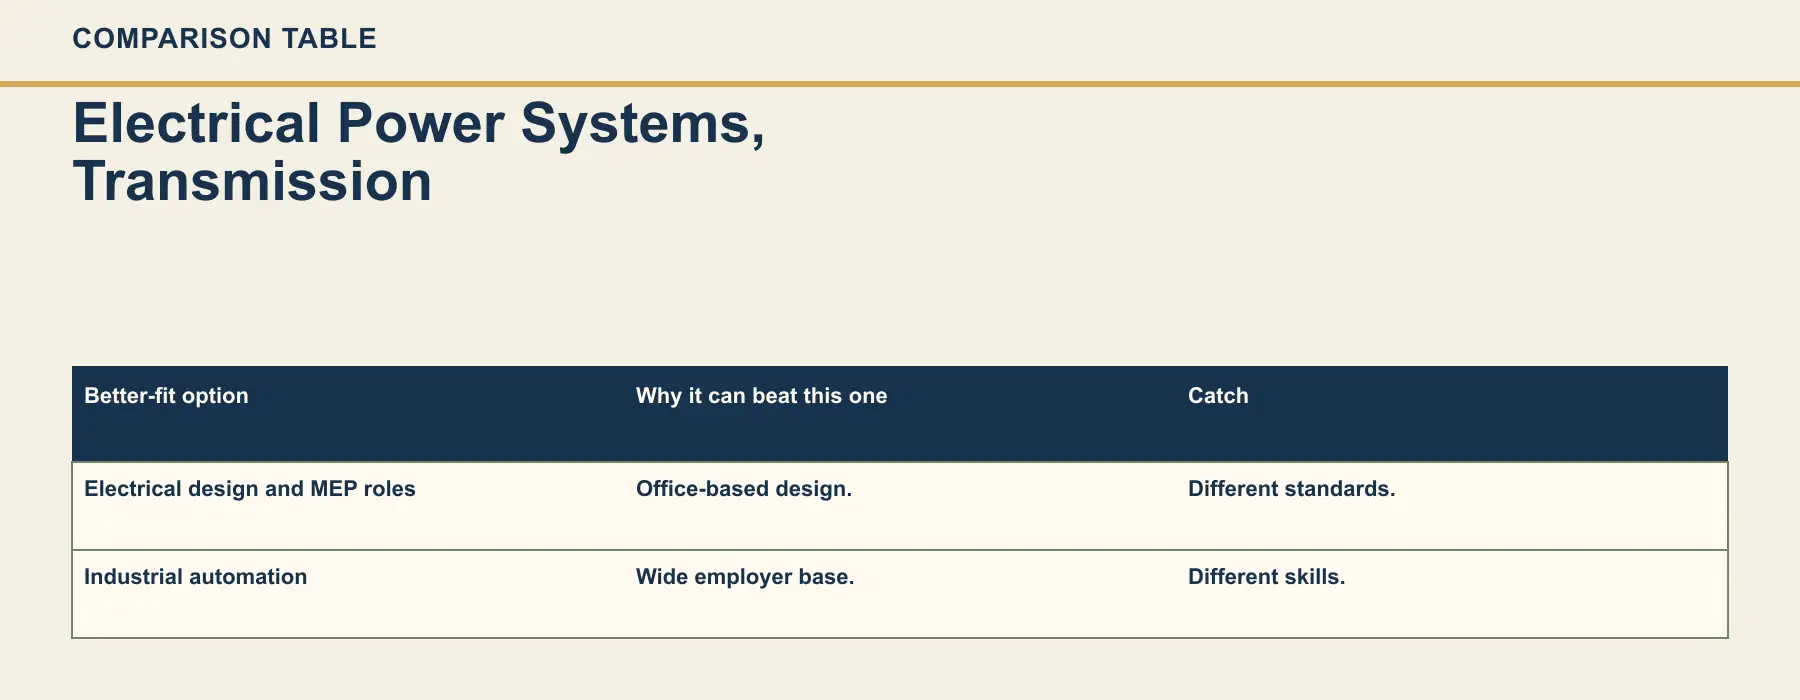 COMPARISON TABLE
Electrical Power Systems,
Transmission
Better-fit option Why it can beat this one Catch
Electrical design and MEP roles Office-based design. Different standards.
Industrial automation Wide employer base. Different skills.